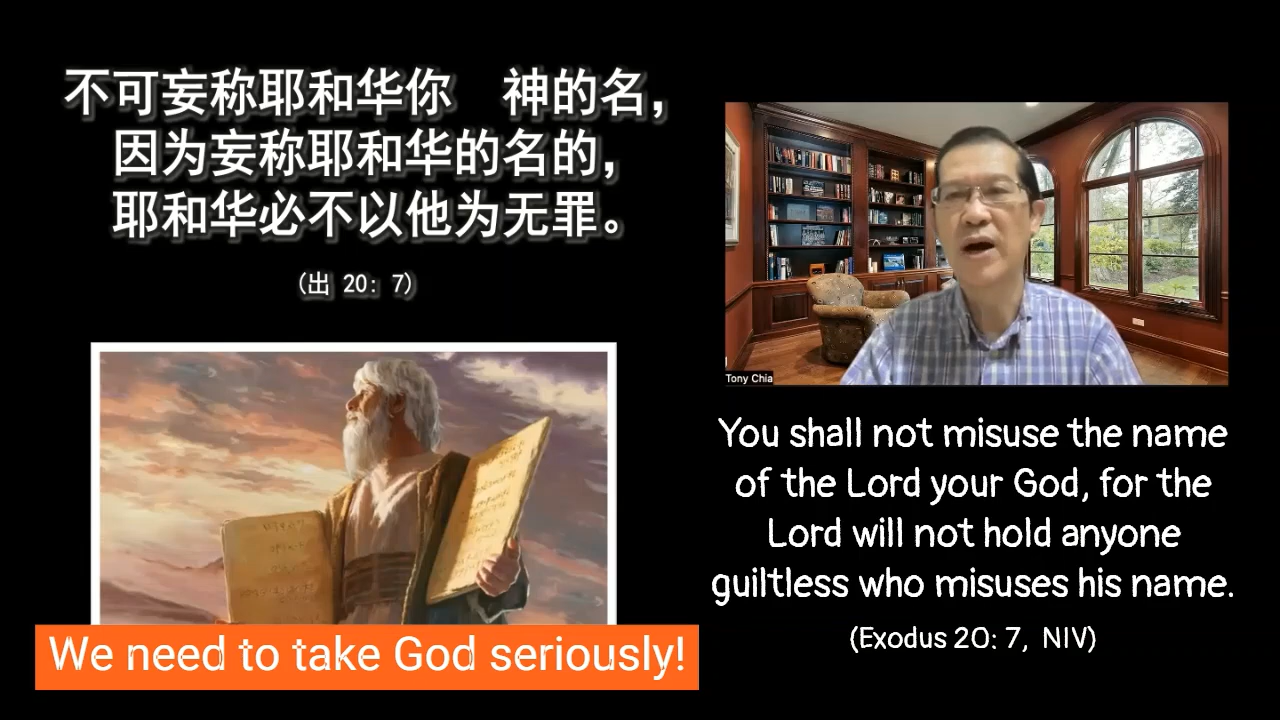 不可妄称耶和华你　神的名，
因为妄称耶和华的名的，
耶和华必不以他为无罪。
（出 20：7）
Tony Chia
You shall not misuse the name
of the Lord your God, for the
Lord will not hold anyone
guiltless who misuses his name.
(Exodus 20: 7, NIV)
We need to take God seriously!